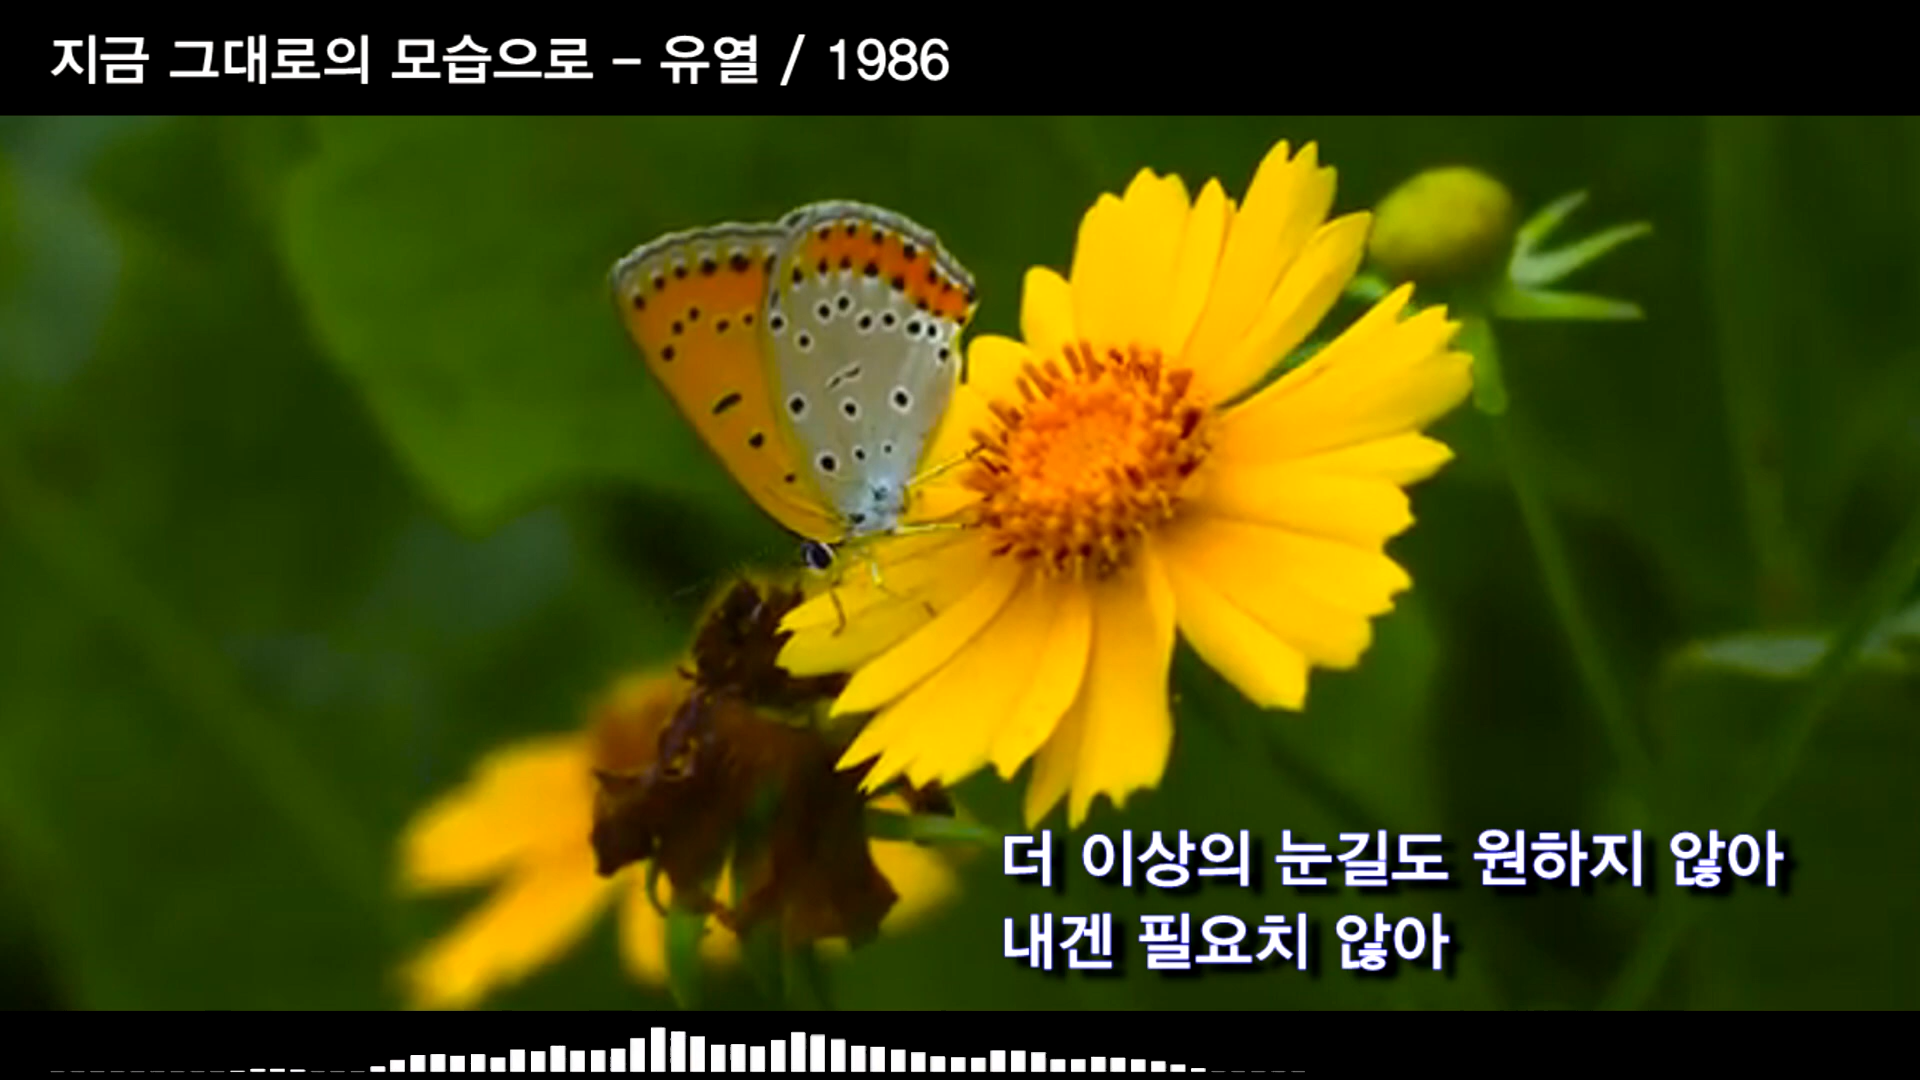 지금 그대로의 모습으로 - 유열 / 1986
더 이상의 눈길도 원하지 않아
내겐 필요치 않아